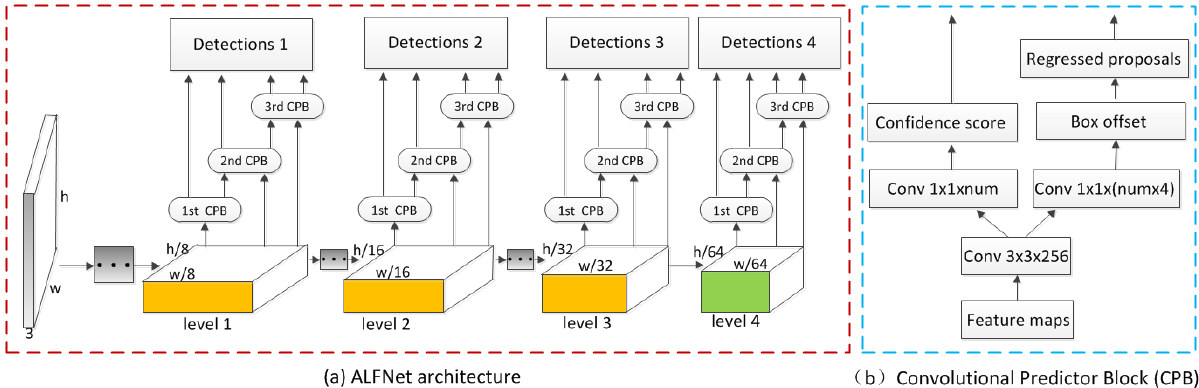 Detections 1
Detections 2
Detections 3
Detections 4
3rd CPB
3rd CPB
3rd CPB
3rd CPB
2nd CPB
2nd CPB
2nd CPB
2nd CPB
1st CPB
1st CPB
1st CPB
1st CPB
h
w
3
h/8
w/8
h/16
w/16
h/32
w/32
h/64
w/64
level 1
level 2
level 3
level 4
(a) ALFNet architecture
Regressed proposals
Confidence score
Box offset
Conv 1x1xnum
Conv 1x1x(numx4)
Conv 3x3x256
Feature maps
(b) Convolutional Predictor Block (CPB)